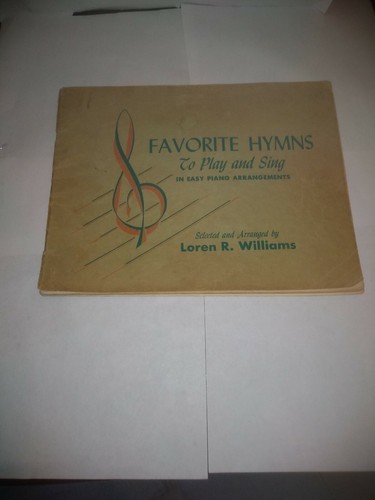 FAVORITE HYMNS
To Play and Sing
IN EASY PIANO ARRANGEMENTS
Selected and Arranged by
Loren R. Williams